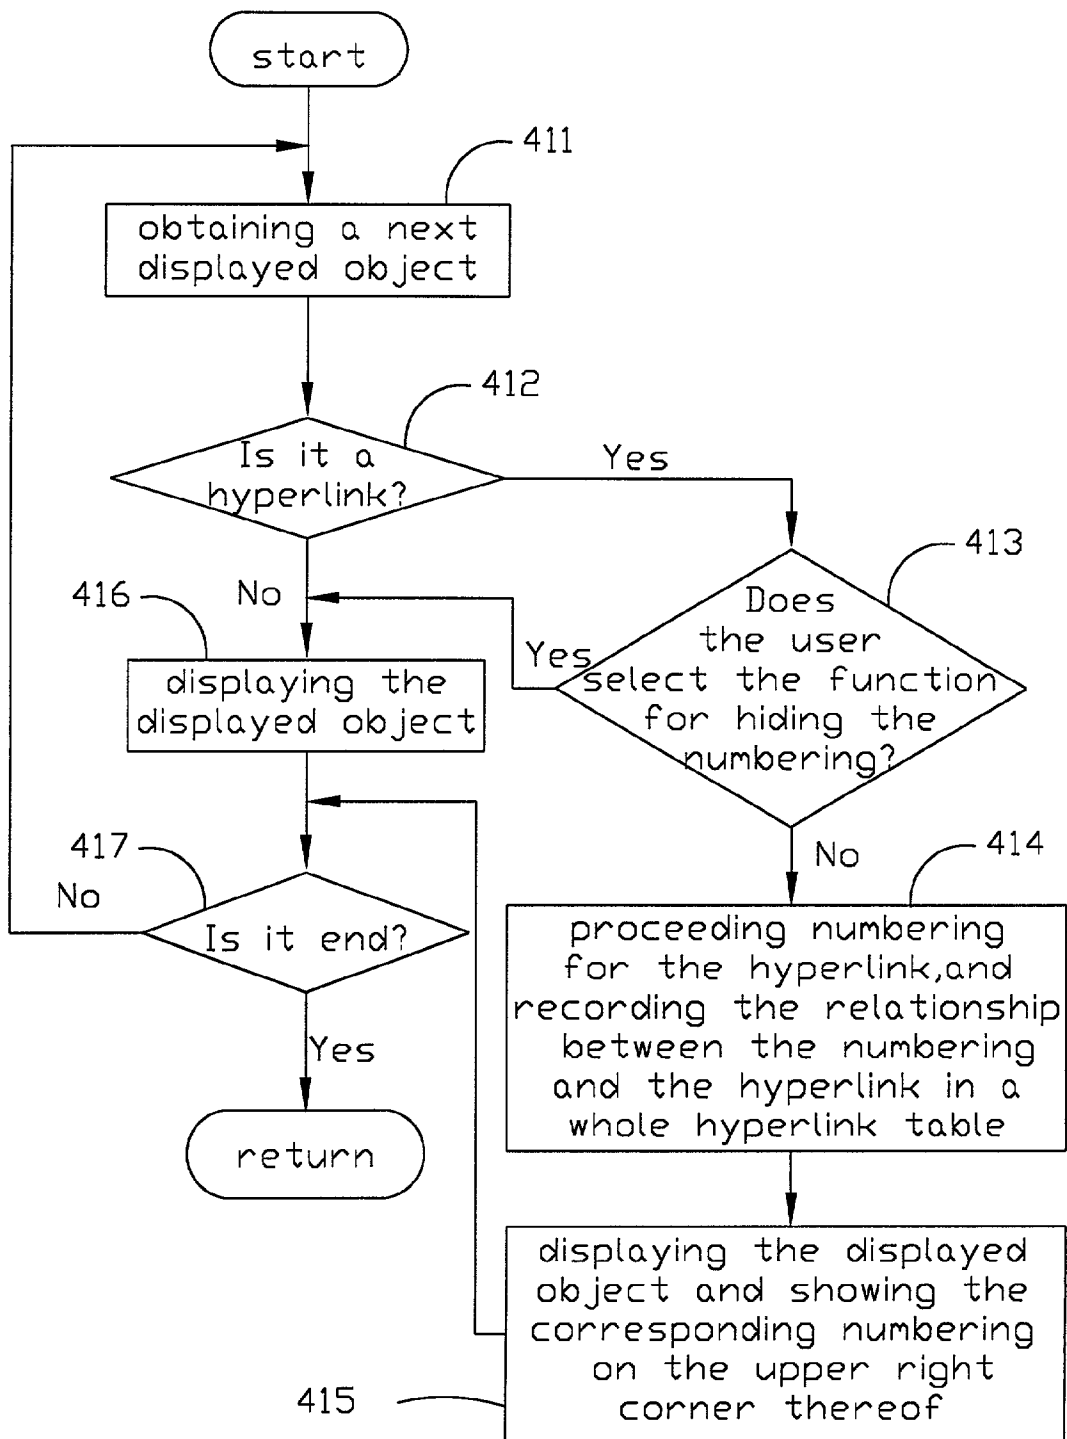 start
411
obtaining a next
displayed object
412
Is it a
hyperlink?
Yes
413
Does
the user
select the function
for hiding the
numbering?
No
416
Yes
displaying the
displayed object
417
No
Is it end?
No
414
proceeding numbering
for the hyperlink,and
recording the relationship
between the numbering
and the hyperlink in a
whole hyperlink table
Yes
return
displaying the displayed
object and showing the
corresponding numbering
on the upper right
corner thereof
415